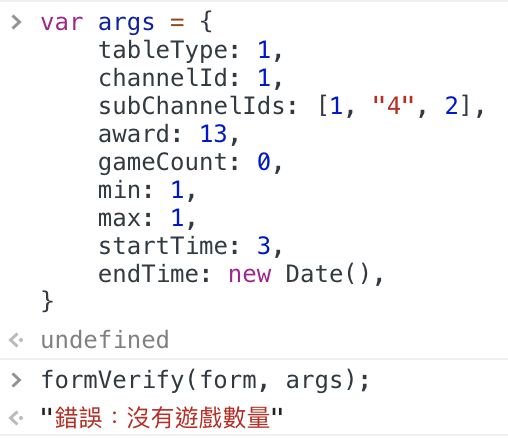 > var args = {
tableType: 1,
channelId: 1,
subChannelIds: [1, "4", 2],
award: 13,
gameCount: 0,
min: 1,
max: 1,
startTime: 3,
endTime: new Date(),
}
undefined
> formVerify(form, args);
"錯誤：沒有遊戲數量"